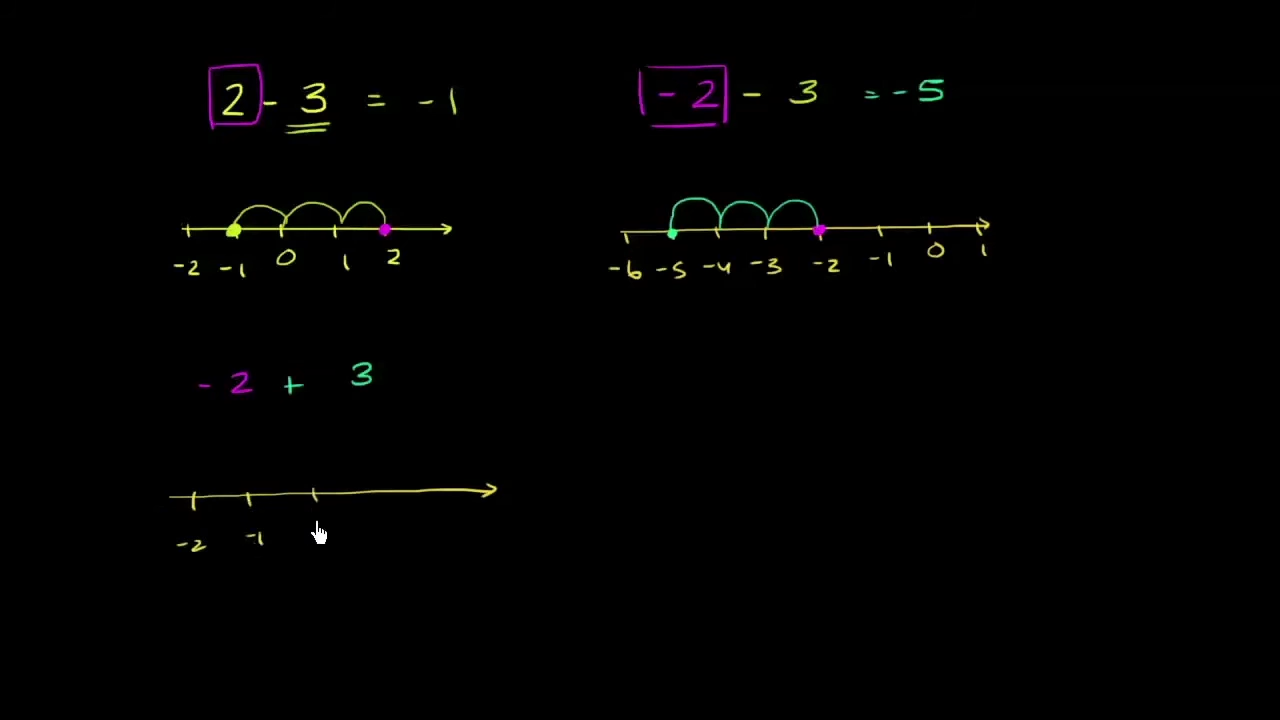 2 - 3 = -1
-2 - 3 = -5
-2 -1 0 1 2
-6 -5 -4 -3 -2 -1 0 1
-2 + 3
-2 -1